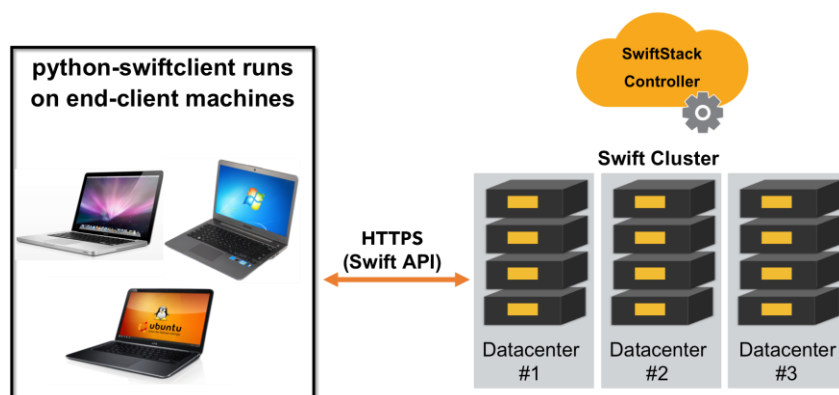 python-swiftclient runs
on end-client machines
ubuntu
HTTPS
(Swift API)
SwiftStack
Controller
Swift Cluster
Datacenter
#1
Datacenter
#2
Datacenter
#3